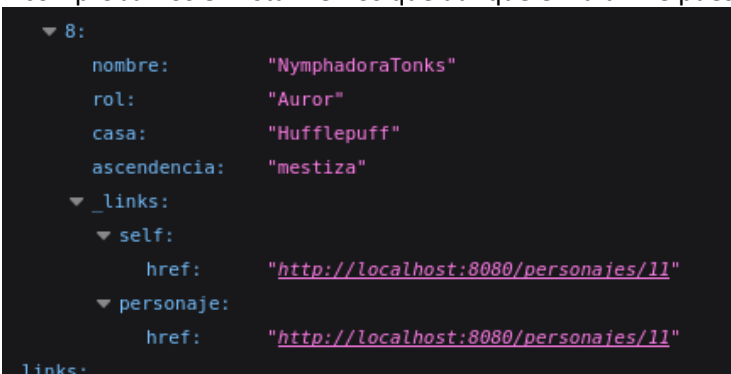 8:
nombre: "NymphadoraTonks"
rol: "Auror"
casa: "Hufflepuff"
ascendencia: "mestiza"
_links:
self:
href: "http://localhost:8080/personajes/11"
personaje:
href: "http://localhost:8080/personajes/11"
links: